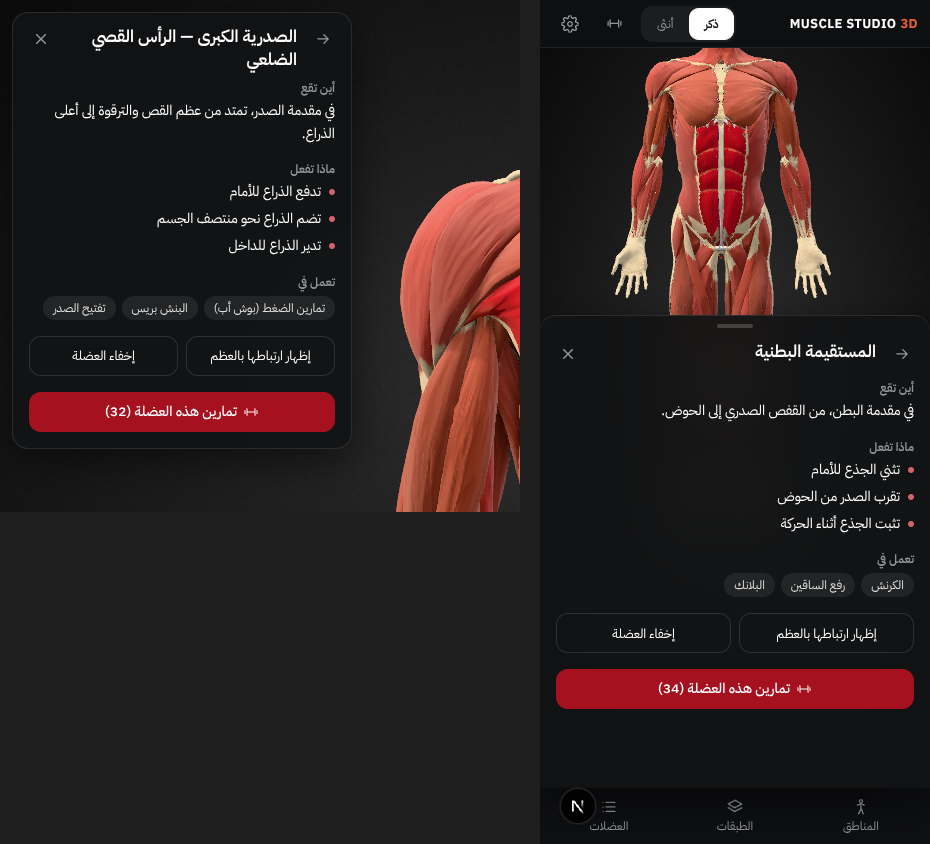 الصدرية الكبرى — الرأس القصي
الضلعي
أين تقع
في مقدمة الصدر، تمتد من عظم القص والترقوة إلى أعلى
الذراع.
ماذا تفعل
تدفع الذراع للأمام
تضم الذراع نحو منتصف الجسم
تدير الذراع للداخل
تعمل في
تمارين الضغط (بوش أب) البنش بريس تفتيح الصدر
إظهار ارتباطها بالعظم إخفاء العضلة
تمارين هذه العضلة (32)
MUSCLE STUDIO 3D
ذكر أنثى
المستقيمة البطنية
أين تقع
في مقدمة البطن، من القفص الصدري إلى الحوض.
ماذا تفعل
تثني الجذع للأمام
تقرب الصدر من الحوض
تثبت الجذع أثناء الحركة
تعمل في
الكرنش رفع الساقين البلانك
إظهار ارتباطها بالعظم إخفاء العضلة
تمارين هذه العضلة (34)
المناطق الطبقات العضلات
N